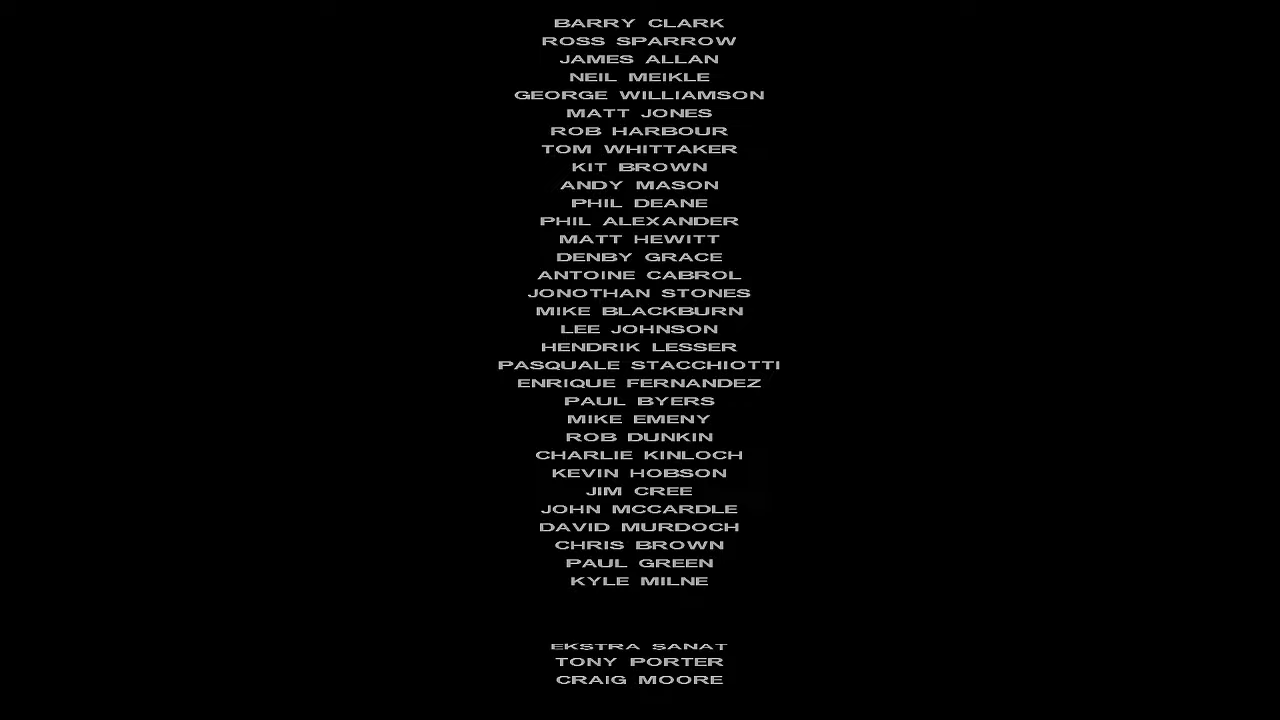 BARRY CLARK
ROSS SPARROW
JAMES ALLAN
NEIL MEIKLE
GEORGE WILLIAMSON
MATT JONES
ROB HARBOUR
TOM WHITTAKER
KIT BROWN
ANDY MASON
PHIL DEANE
PHIL ALEXANDER
MATT HEWITT
DENBY GRACE
ANTOINE CABROL
JONOTHAN STONES
MIKE BLACKBURN
LEE JOHNSON
HENDRIK LESSER
PASQUALE STACCHIOTTI
ENRIQUE FERNANDEZ
PAUL BYERS
MIKE EMENY
ROB DUNKIN
CHARLIE KINLOCH
KEVIN HOBSON
JIM CREE
JOHN MCCARDLE
DAVID MURDOCH
CHRIS BROWN
PAUL GREEN
KYLE MILNE
EKSTRA SANAT
TONY PORTER
CRAIG MOORE